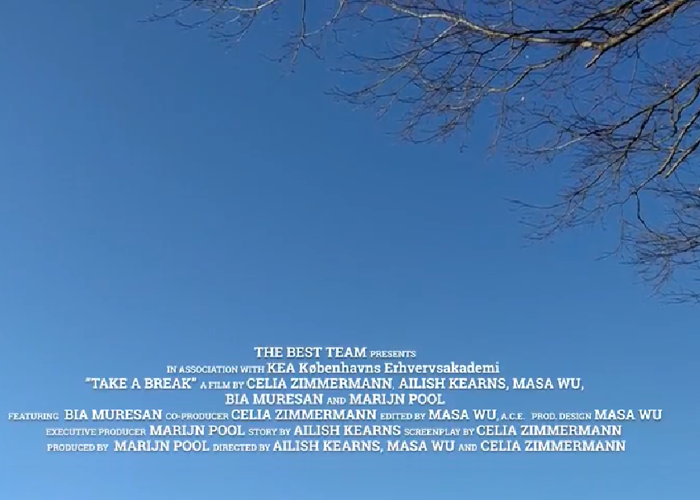 THE BEST TEAM PRESENTS
IN ASSOCIATION WITH KEA Københavns Erhvervsakademi
"TAKE A BREAK" A FILM BY CELIA ZIMMERMANN, AILISH KEARNS, MASA WU,
BIA MURESAN AND MARIJN POOL
FEATURING BIA MURESAN CO-PRODUCER CELIA ZIMMERMANN EDITED BY MASA WU, A.C.E. PROD. DESIGN MASA WU
EXECUTIVE PRODUCER MARIJN POOL STORY BY AILISH KEARNS SCREENPLAY BY CELIA ZIMMERMANN
PRODUCED BY MARIJN POOL DIRECTED BY AILISH KEARNS, MASA WU AND CELIA ZIMMERMANN